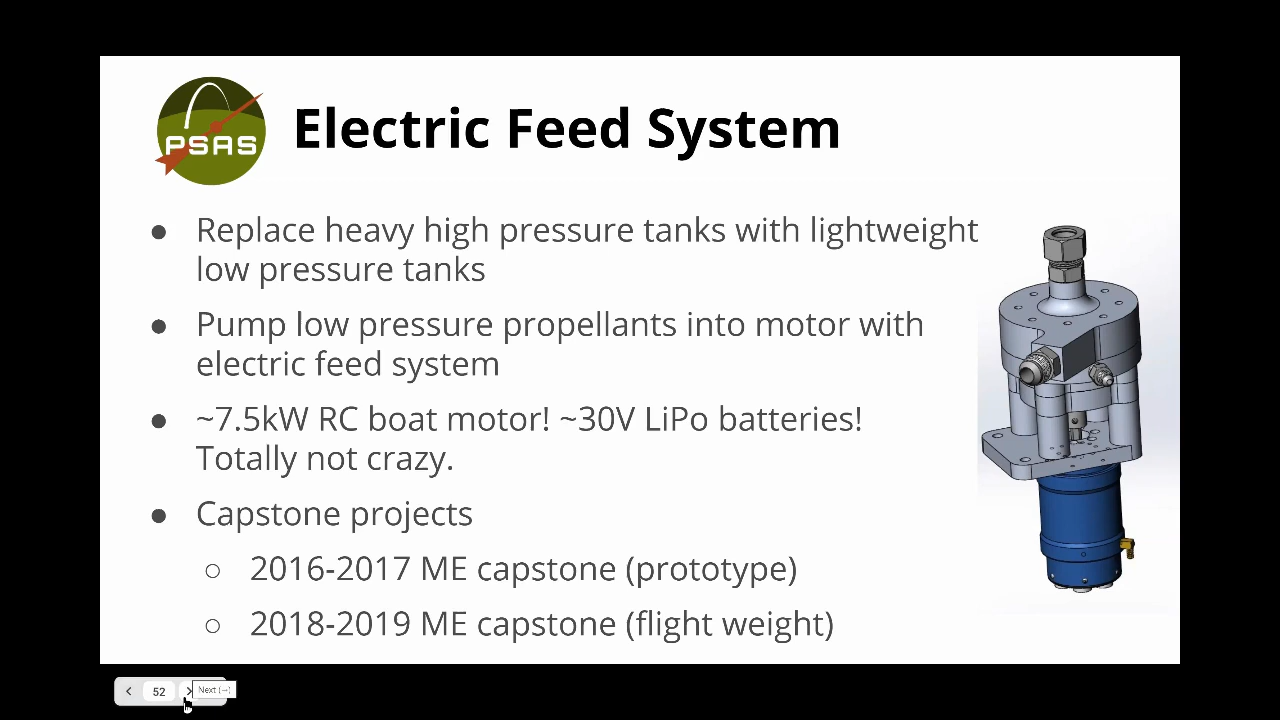 PSAS
Electric Feed System
● Replace heavy high pressure tanks with lightweight
low pressure tanks
● Pump low pressure propellants into motor with
electric feed system
● ~7.5kW RC boat motor! ~30V LiPo batteries!
Totally not crazy.
● Capstone projects
○ 2016-2017 ME capstone (prototype)
○ 2018-2019 ME capstone (flight weight)
52
Next (→)